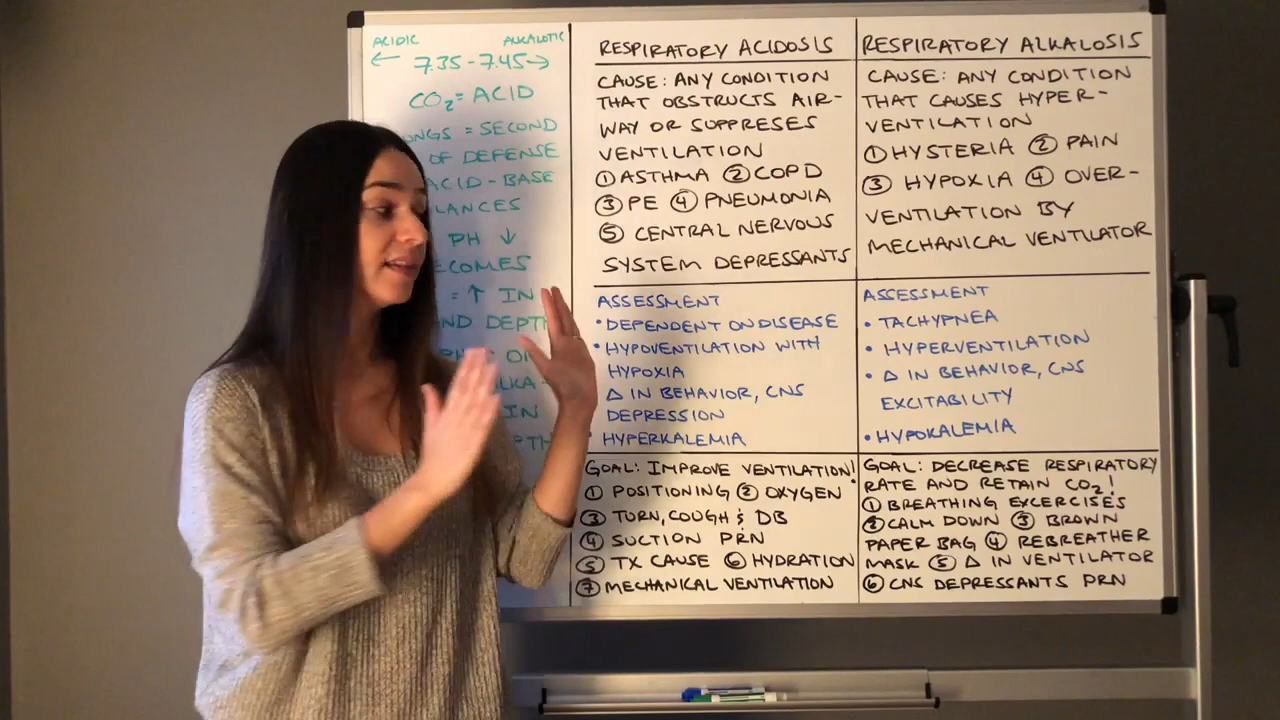 ACIDIC ALKALOTIC
← 7.35-7.45→
CO₂ = ACID
= SECOND
OF DEFENSE
ACID-BASE
PH ↓
= ↑ IN
IN
RESPIRATORY ACIDOSIS
CAUSE: ANY CONDITION
THAT OBSTRUCTS AIR-
WAY OR SUPPRESES
VENTILATION
① ASTHMA ② COPD
③ PE ④ PNEUMONIA
⑤ CENTRAL NERVOUS
SYSTEM DEPRESSANTS
ASSESSMENT
• DEPENDENT ON DISEASE
• HYPOVENTILATION WITH
HYPOXIA
Δ IN BEHAVIOR, CNS
DEPRESSION
HYPERKALEMIA
GOAL: IMPROVE VENTILATION!
① POSITIONING ② OXYGEN
③ TURN, COUGH & DB
④ SUCTION PRN
⑤ TX CAUSE ⑥ HYDRATION
⑦ MECHANICAL VENTILATION
RESPIRATORY ALKALOSIS
CAUSE: ANY CONDITION
THAT CAUSES HYPER-
VENTILATION
① HYSTERIA ② PAIN
③ HYPOXIA ④ OVER-
VENTILATION BY
MECHANICAL VENTILATOR
ASSESSMENT
• TACHYPNEA
• HYPERVENTILATION
• Δ IN BEHAVIOR, CNS
EXCITABILITY
• HYPOKALEMIA
GOAL: DECREASE RESPIRATORY
RATE AND RETAIN CO₂!
① BREATHING EXCERCISES
② CALM DOWN ③ BROWN
PAPER BAG ④ REBREATHER
MASK ⑤ Δ IN VENTILATOR
⑥ CNS DEPRESSANTS PRN